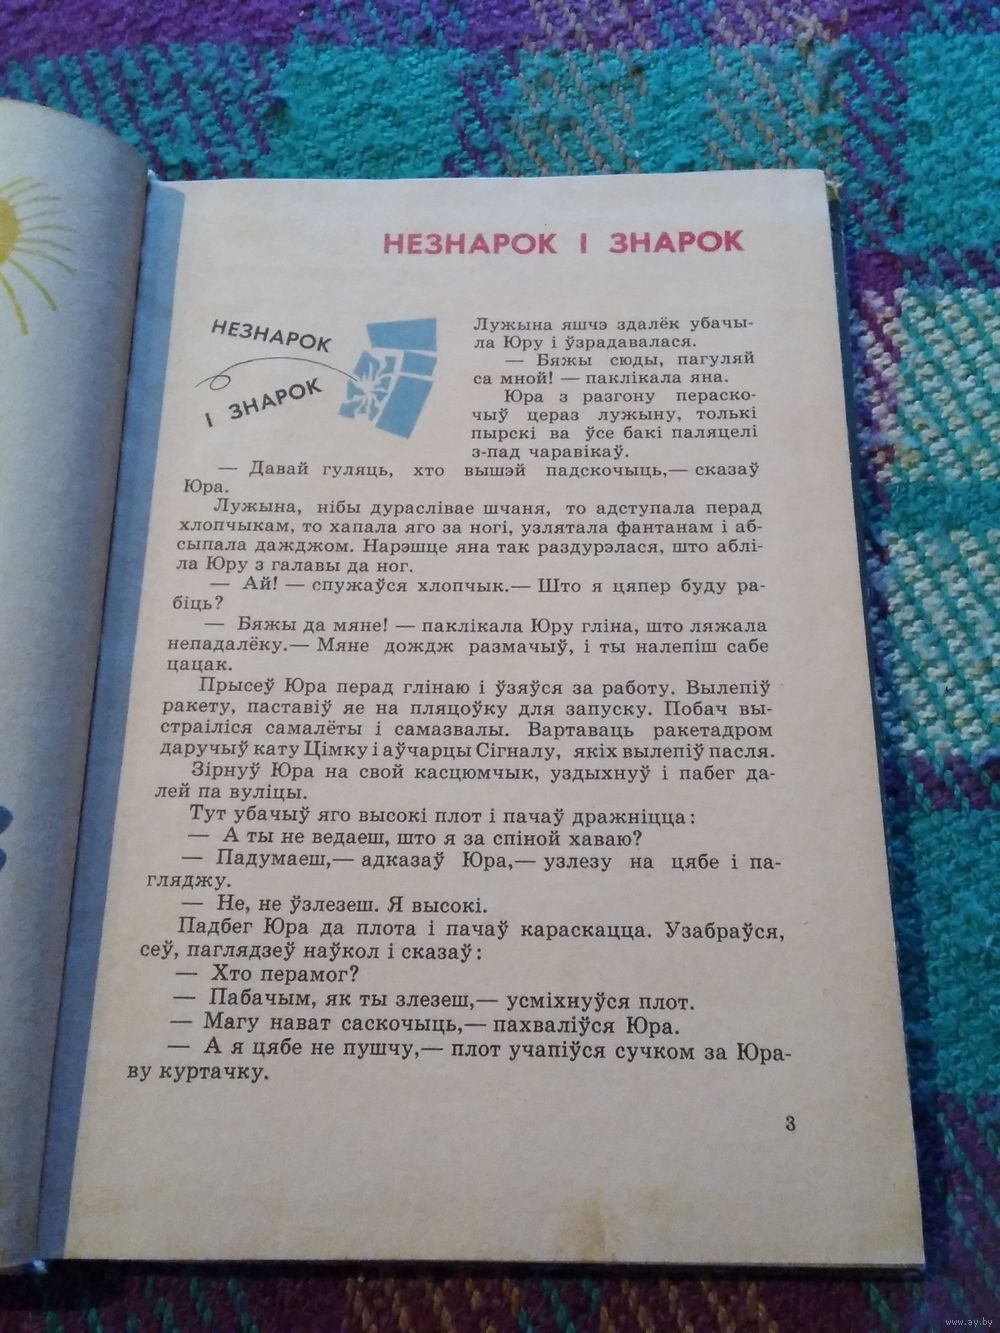 НЕЗНАРОК І ЗНАРОК
НЕЗНАРОК
І ЗНАРОК
Лужына яшчэ здалёк убачы-
ла Юру і ўзрадавалася.
— Бяжы сюды, пагуляй
са мной! — паклікала яна.
Юра з разгону пераско-
чыў цераз лужыну, толькі
пырскі ва ўсе бакі паляцелі
з-пад чаравікаў.
— Давай гуляць, хто вышэй падскочыць,— сказаў
Юра.
Лужына, нібы дураслівае шчаня, то адступала перад
хлопчыкам, то хапала яго за ногі, узлятала фантанам і аб-
сыпала дажджом. Нарэшце яна так раздурэлася, што аблі-
ла Юру з галавы да ног.
— Ай! — спужаўся хлопчык.— Што я цяпер буду ра-
біць?
— Бяжы да мяне! — паклікала Юру гліна, што ляжала
непадалёку.— Мяне дождж размачыў, і ты налепіш сабе
цацак.
Прысеў Юра перад глінаю і ўзяўся за работу. Вылепіў
ракету, паставіў яе на пляцоўку для запуску. Побач вы-
страіліся самалёты і самазвалы. Вартаваць ракетадром
даручыў кату Цімку і аўчарцы Сігналу, якіх вылепіў пасля.
Зірнуў Юра на свой касцюмчык, уздыхнуў і пабег да-
лей па вуліцы.
Тут убачыў яго высокі плот і пачаў дражніцца:
— А ты не ведаеш, што я за спіной хаваю?
— Падумаеш,— адказаў Юра,— узлезу на цябе і па-
гляджу.
— Не, не ўзлезеш. Я высокі.
Падбег Юра да плота і пачаў караскацца. Узабраўся,
сеў, паглядзеў наўкол і сказаў:
— Хто перамог?
— Пабачым, як ты злезеш,— усміхнуўся плот.
— Магу нават саскочыць,— пахваліўся Юра.
— А я цябе не пушчу,— плот учапіўся сучком за Юра-
ву куртачку.
3
www.ay.by